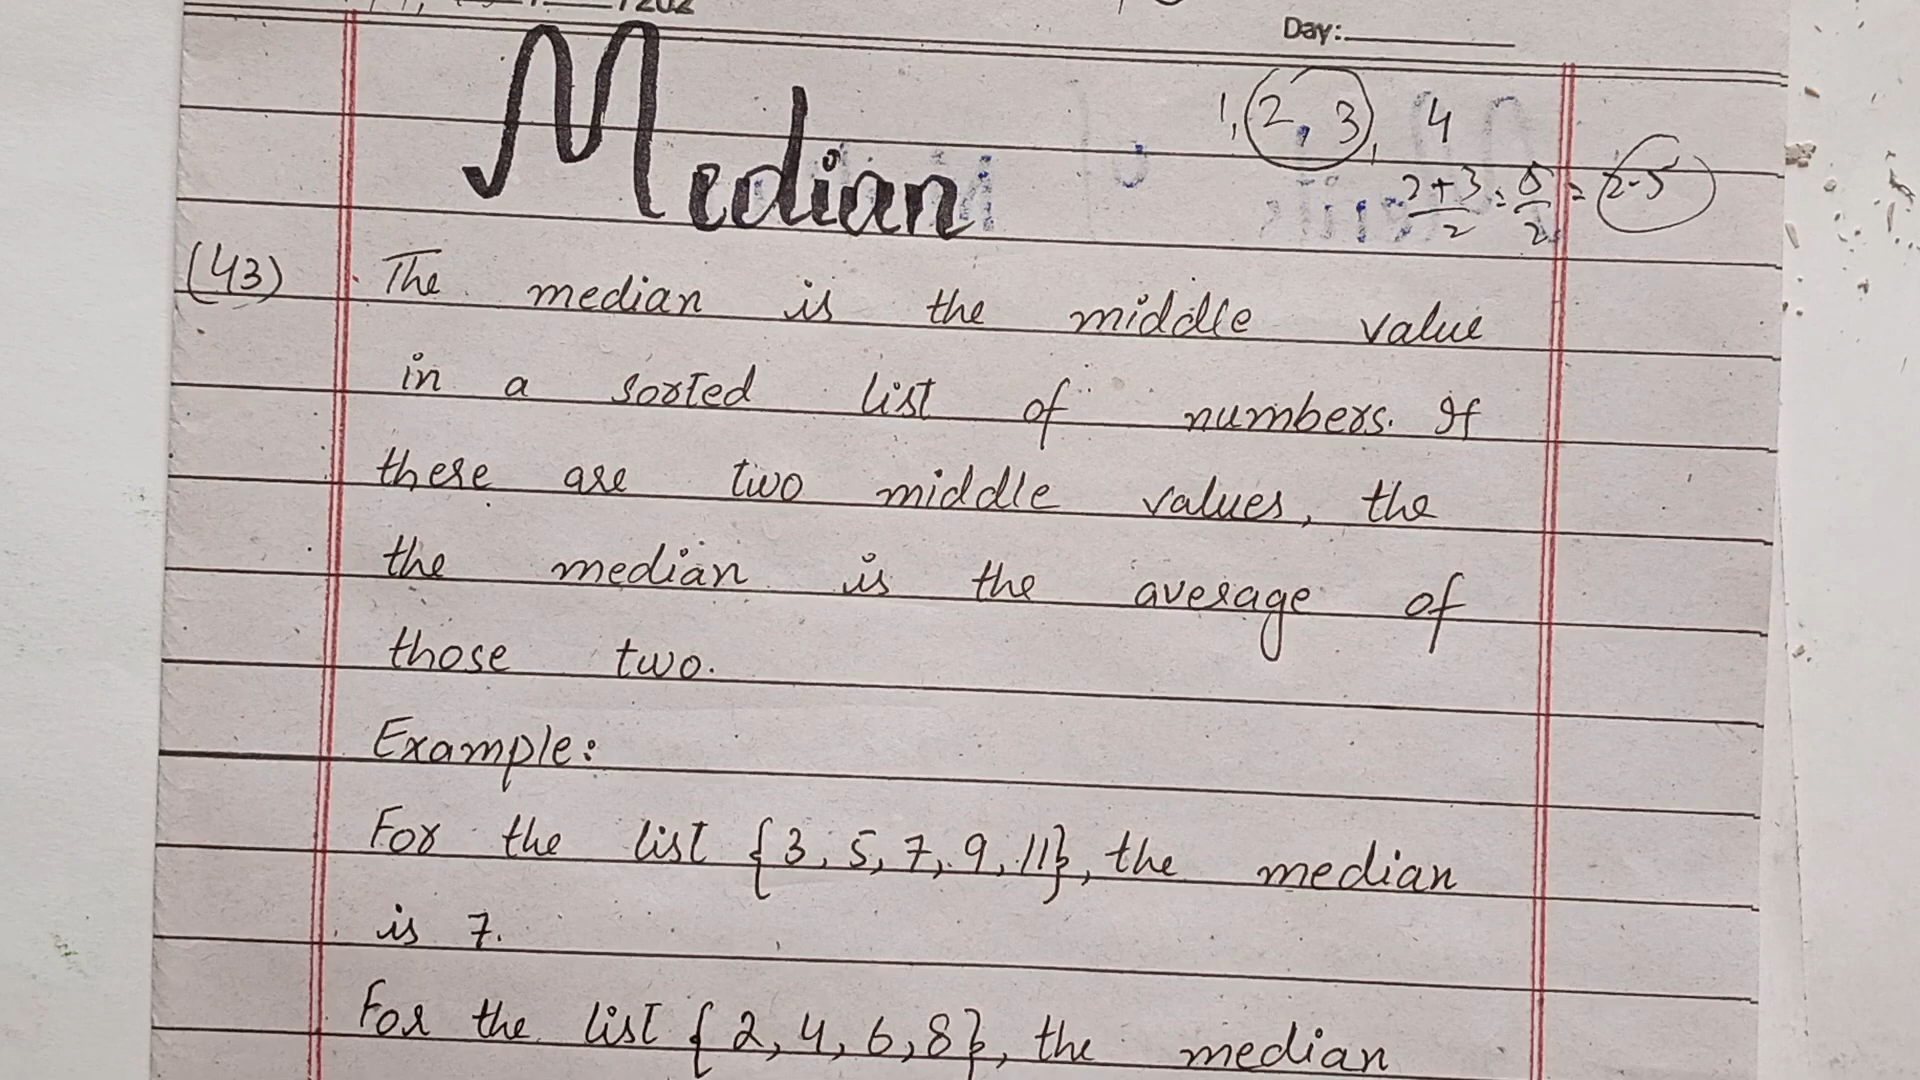 Day:
Median
1, 2, 3, 4
2+3/2 = 5/2 = 2.5
(43) The median is the middle value
in a sorted list of numbers. If
there are two middle values, the
the median is the average of
those two.
Example:
For the list {3, 5, 7, 9, 11}, the median
is 7.
For the list {2, 4, 6, 8}, the median